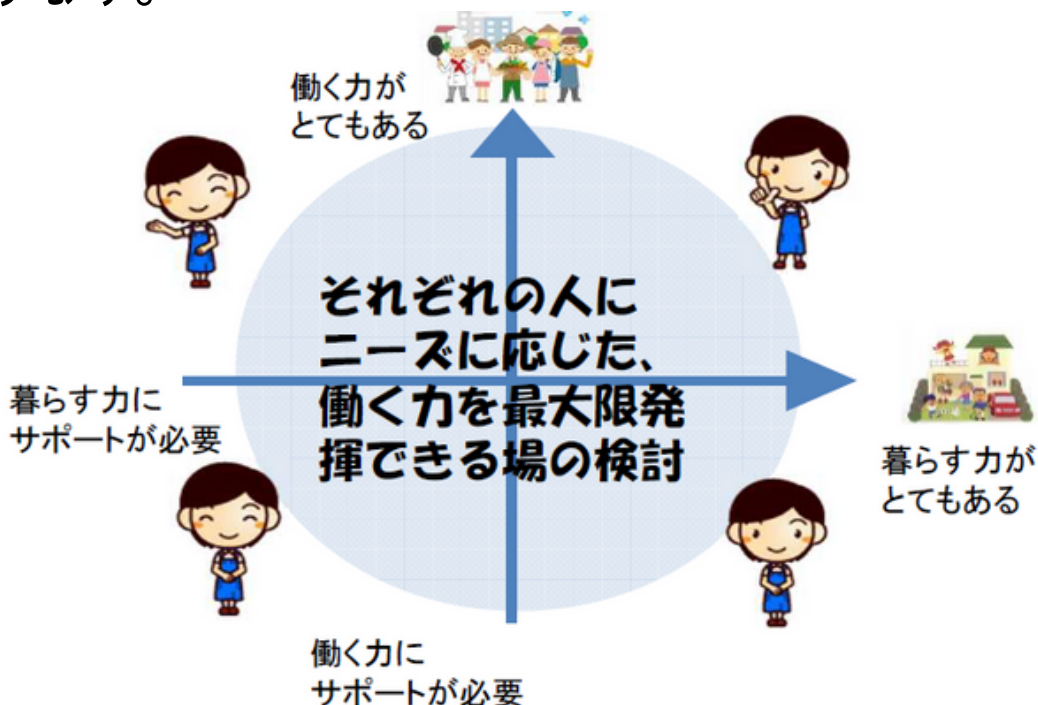 働く力が
とてもある
それぞれの人に
ニーズに応じた、
働く力を最大限発
揮できる場の検討
暮らす力に
サポートが必要
暮らす力が
とてもある
働く力に
サポートが必要